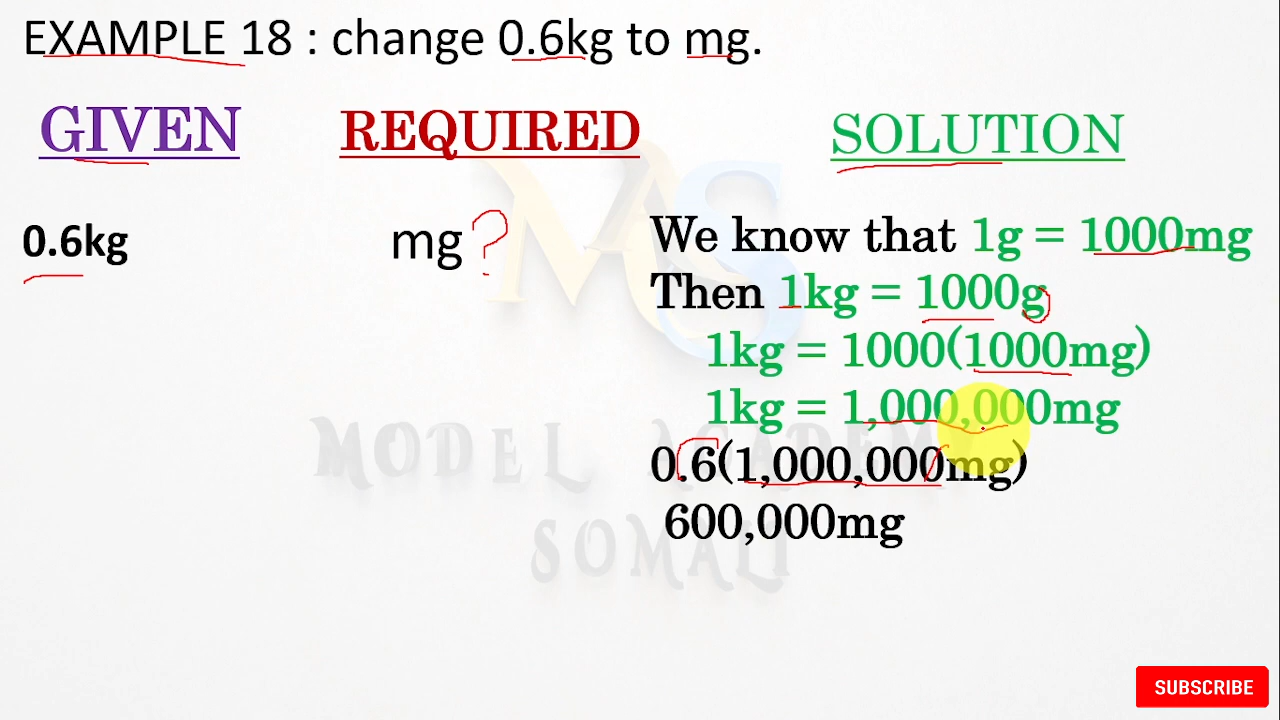 EXAMPLE 18 : change 0.6kg to mg.
GIVEN
REQUIRED
SOLUTION
0.6kg
mg ?
We know that 1g = 1000mg
Then 1kg = 1000g
1kg = 1000(1000mg)
1kg = 1,000,000mg
0.6(1,000,000mg)
600,000mg
MAS
MODEL ACADEMY
SOMALI
SUBSCRIBE